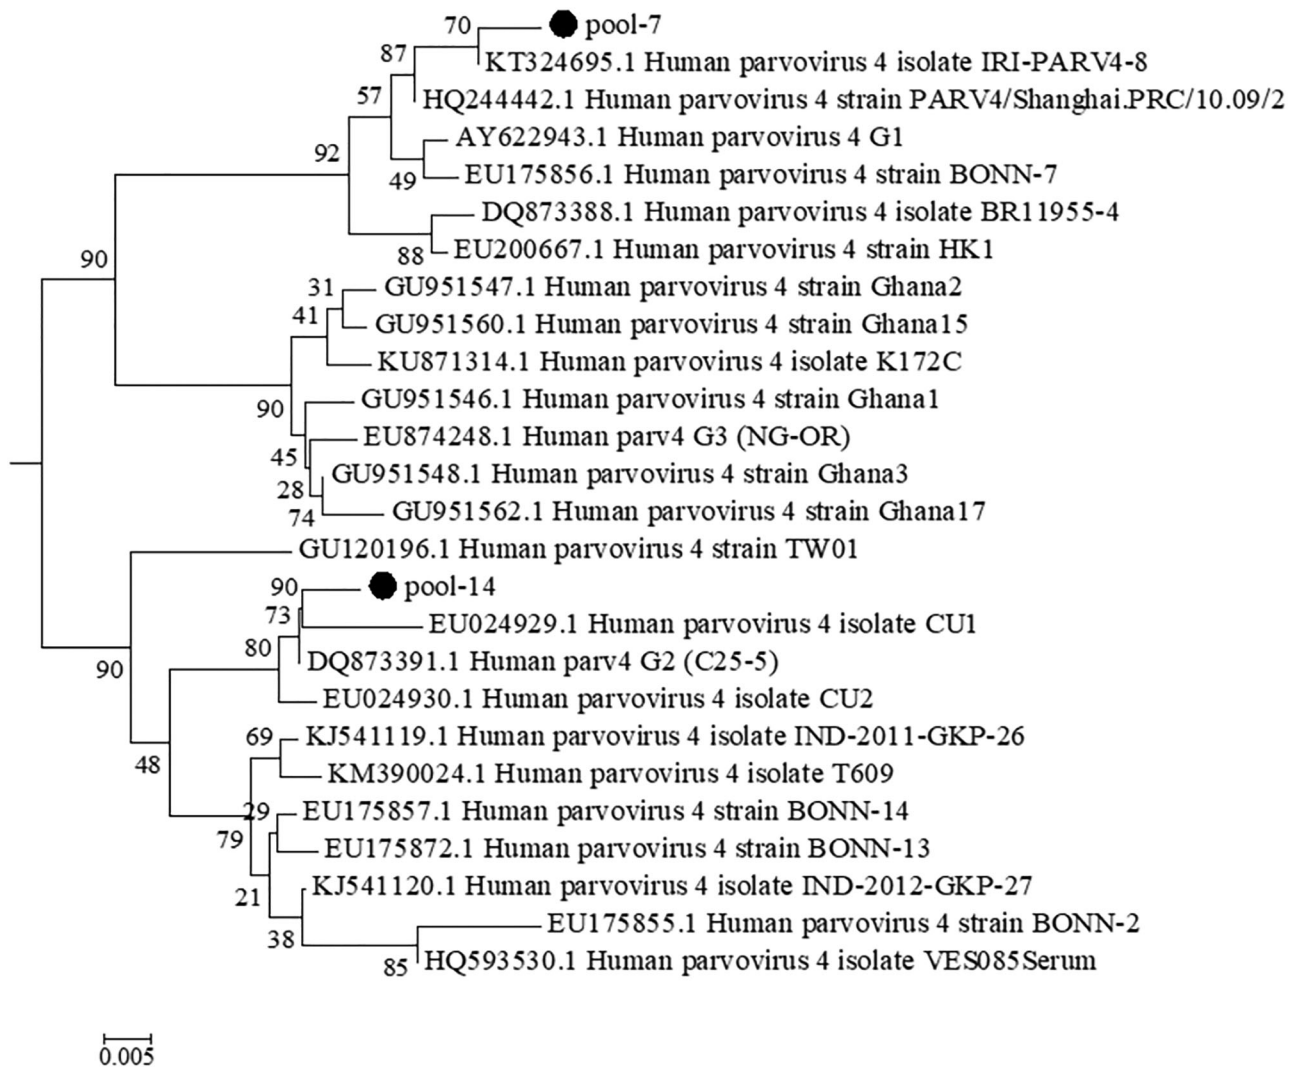 70 pool-7
87 KT324695.1 Human parvovirus 4 isolate IRI-PARV4-8
57 HQ244442.1 Human parvovirus 4 strain PARV4/Shanghai.PRC/10.09/2
92 AY622943.1 Human parvovirus 4 G1
49 EU175856.1 Human parvovirus 4 strain BONN-7
DQ873388.1 Human parvovirus 4 isolate BR11955-4
90 88 EU200667.1 Human parvovirus 4 strain HK1
31 GU951547.1 Human parvovirus 4 strain Ghana2
41 GU951560.1 Human parvovirus 4 strain Ghana15
KU871314.1 Human parvovirus 4 isolate K172C
90 GU951546.1 Human parvovirus 4 strain Ghana1
EU874248.1 Human parv4 G3 (NG-OR)
45 GU951548.1 Human parvovirus 4 strain Ghana3
28
74 GU951562.1 Human parvovirus 4 strain Ghana17
GU120196.1 Human parvovirus 4 strain TW01
90 pool-14
73 EU024929.1 Human parvovirus 4 isolate CU1
90 80 DQ873391.1 Human parv4 G2 (C25-5)
EU024930.1 Human parvovirus 4 isolate CU2
69 KJ541119.1 Human parvovirus 4 isolate IND-2011-GKP-26
48 KM390024.1 Human parvovirus 4 isolate T609
29 EU175857.1 Human parvovirus 4 strain BONN-14
79 EU175872.1 Human parvovirus 4 strain BONN-13
21 KJ541120.1 Human parvovirus 4 isolate IND-2012-GKP-27
38 EU175855.1 Human parvovirus 4 strain BONN-2
85 HQ593530.1 Human parvovirus 4 isolate VES085Serum
0.005